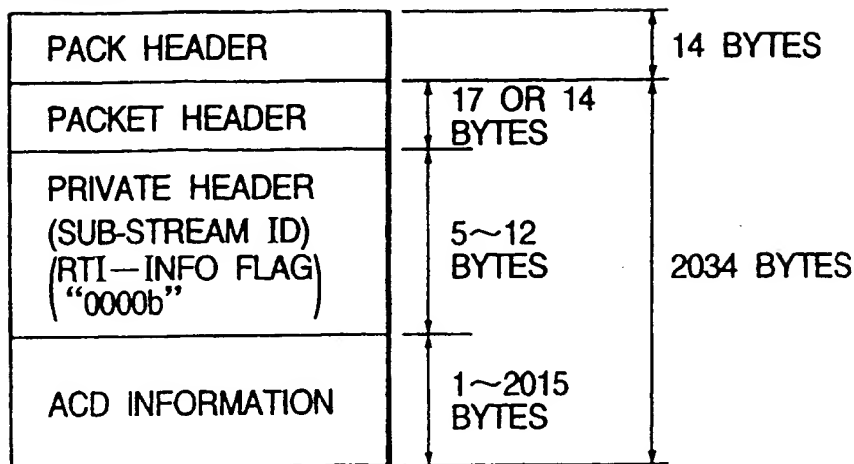 PACK HEADER
14 BYTES
PACKET HEADER
17 OR 14
BYTES
PRIVATE HEADER
(SUB-STREAM ID)
(RTI—INFO FLAG
“0000b”)
5～12
BYTES
2034 BYTES
ACD INFORMATION
1～2015
BYTES